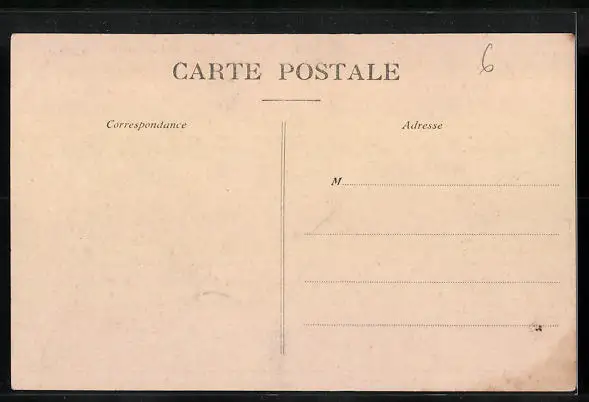 CARTE POSTALE
6
Correspondance
Adresse
M